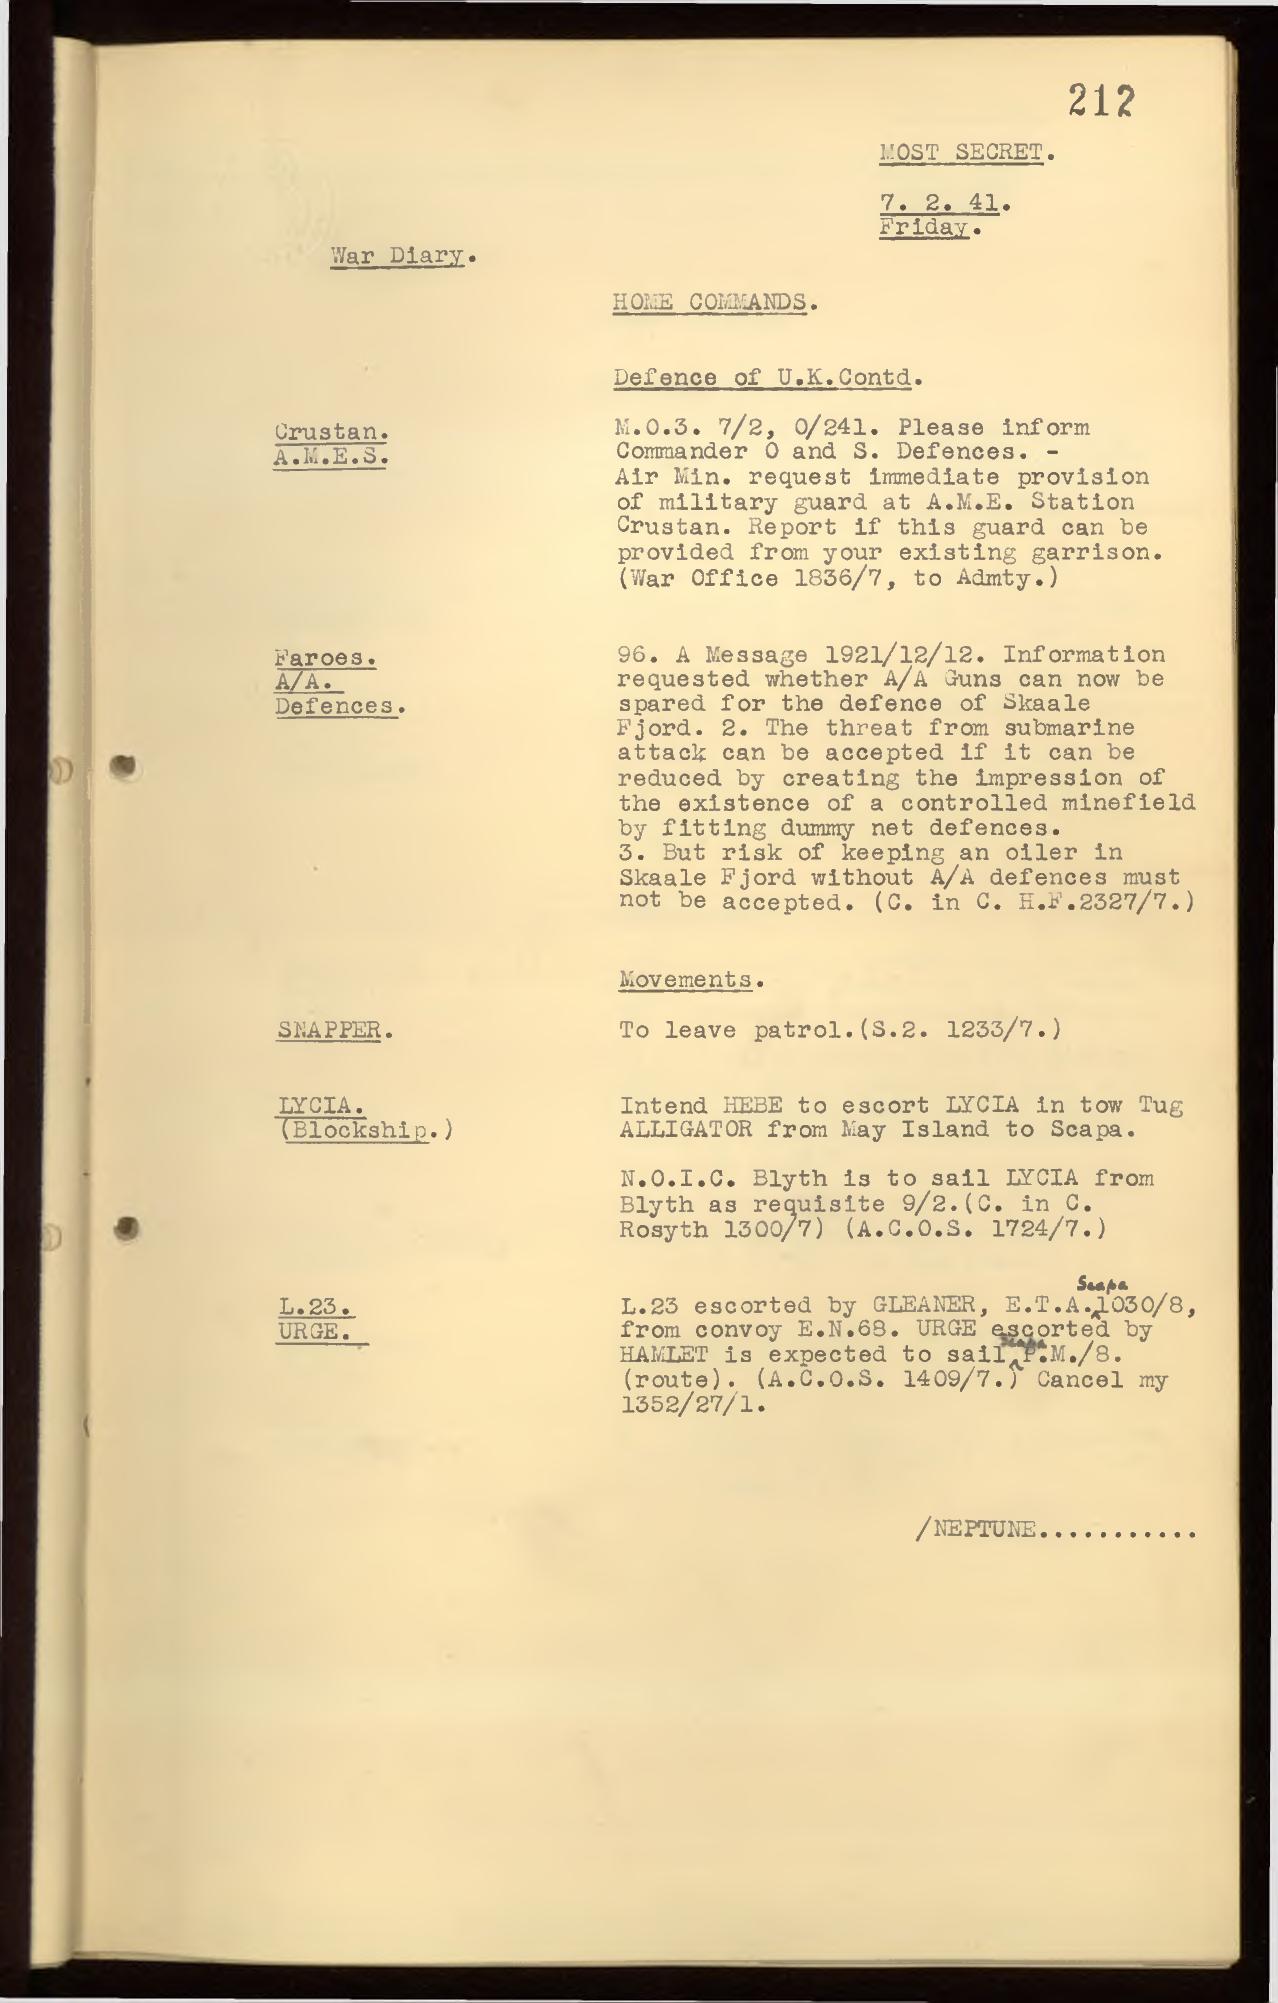 212
MOST SECRET.
7. 2. 41.
Friday.
War Diary.
HOME COMMANDS.
Defence of U.K.Contd.
Crustan.
A.M.E.S.
M.O.3. 7/2, 0/241. Please inform
Commander O and S. Defences. -
Air Min. request immediate provision
of military guard at A.M.E. Station
Crustan. Report if this guard can be
provided from your existing garrison.
(War Office 1836/7, to Admty.)
Faroes.
A/A.
Defences.
96. A Message 1921/12/12. Information
requested whether A/A Guns can now be
spared for the defence of Skaale
Fjord. 2. The threat from submarine
attack can be accepted if it can be
reduced by creating the impression of
the existence of a controlled minefield
by fitting dummy net defences.
3. But risk of keeping an oiler in
Skaale Fjord without A/A defences must
not be accepted. (C. in C. H.F.2327/7.)
Movements.
SNAPPER.
To leave patrol.(S.2. 1233/7.)
LYCIA.
(Blockship.)
Intend HEBE to escort LYCIA in tow Tug
ALLIGATOR from May Island to Scapa.
N.O.I.C. Blyth is to sail LYCIA from
Blyth as requisite 9/2.(C. in C.
Rosyth 1300/7) (A.C.O.S. 1724/7.)
L.23.
URGE.
Scapa
L.23 escorted by GLEANER, E.T.A.1030/8,
from convoy E.N.68. URGE escorted by
Scapa
HAMLET is expected to sail P.M./8.
(route). (A.C.O.S. 1409/7.) Cancel my
1352/27/1.
/NEPTUNE...........